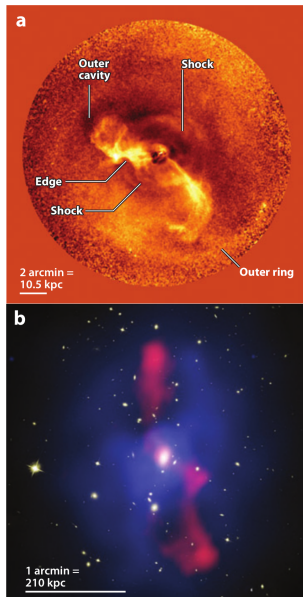 a
Outer
cavity
Shock
Edge
Shock
Outer ring
2 arcmin =
10.5 kpc
b
1 arcmin =
210 kpc